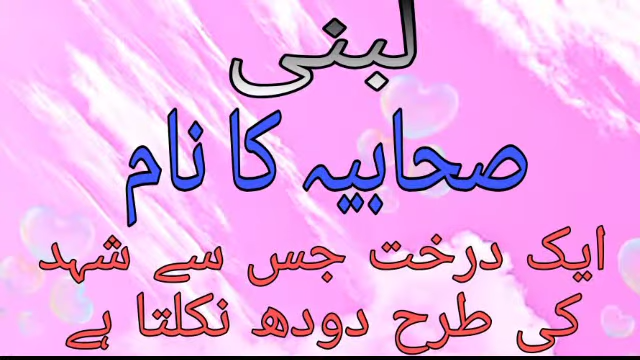 لبنی
صحابیہ کا نام
ایک درخت جس سے شہد
کی طرح دودھ نکلتا ہے